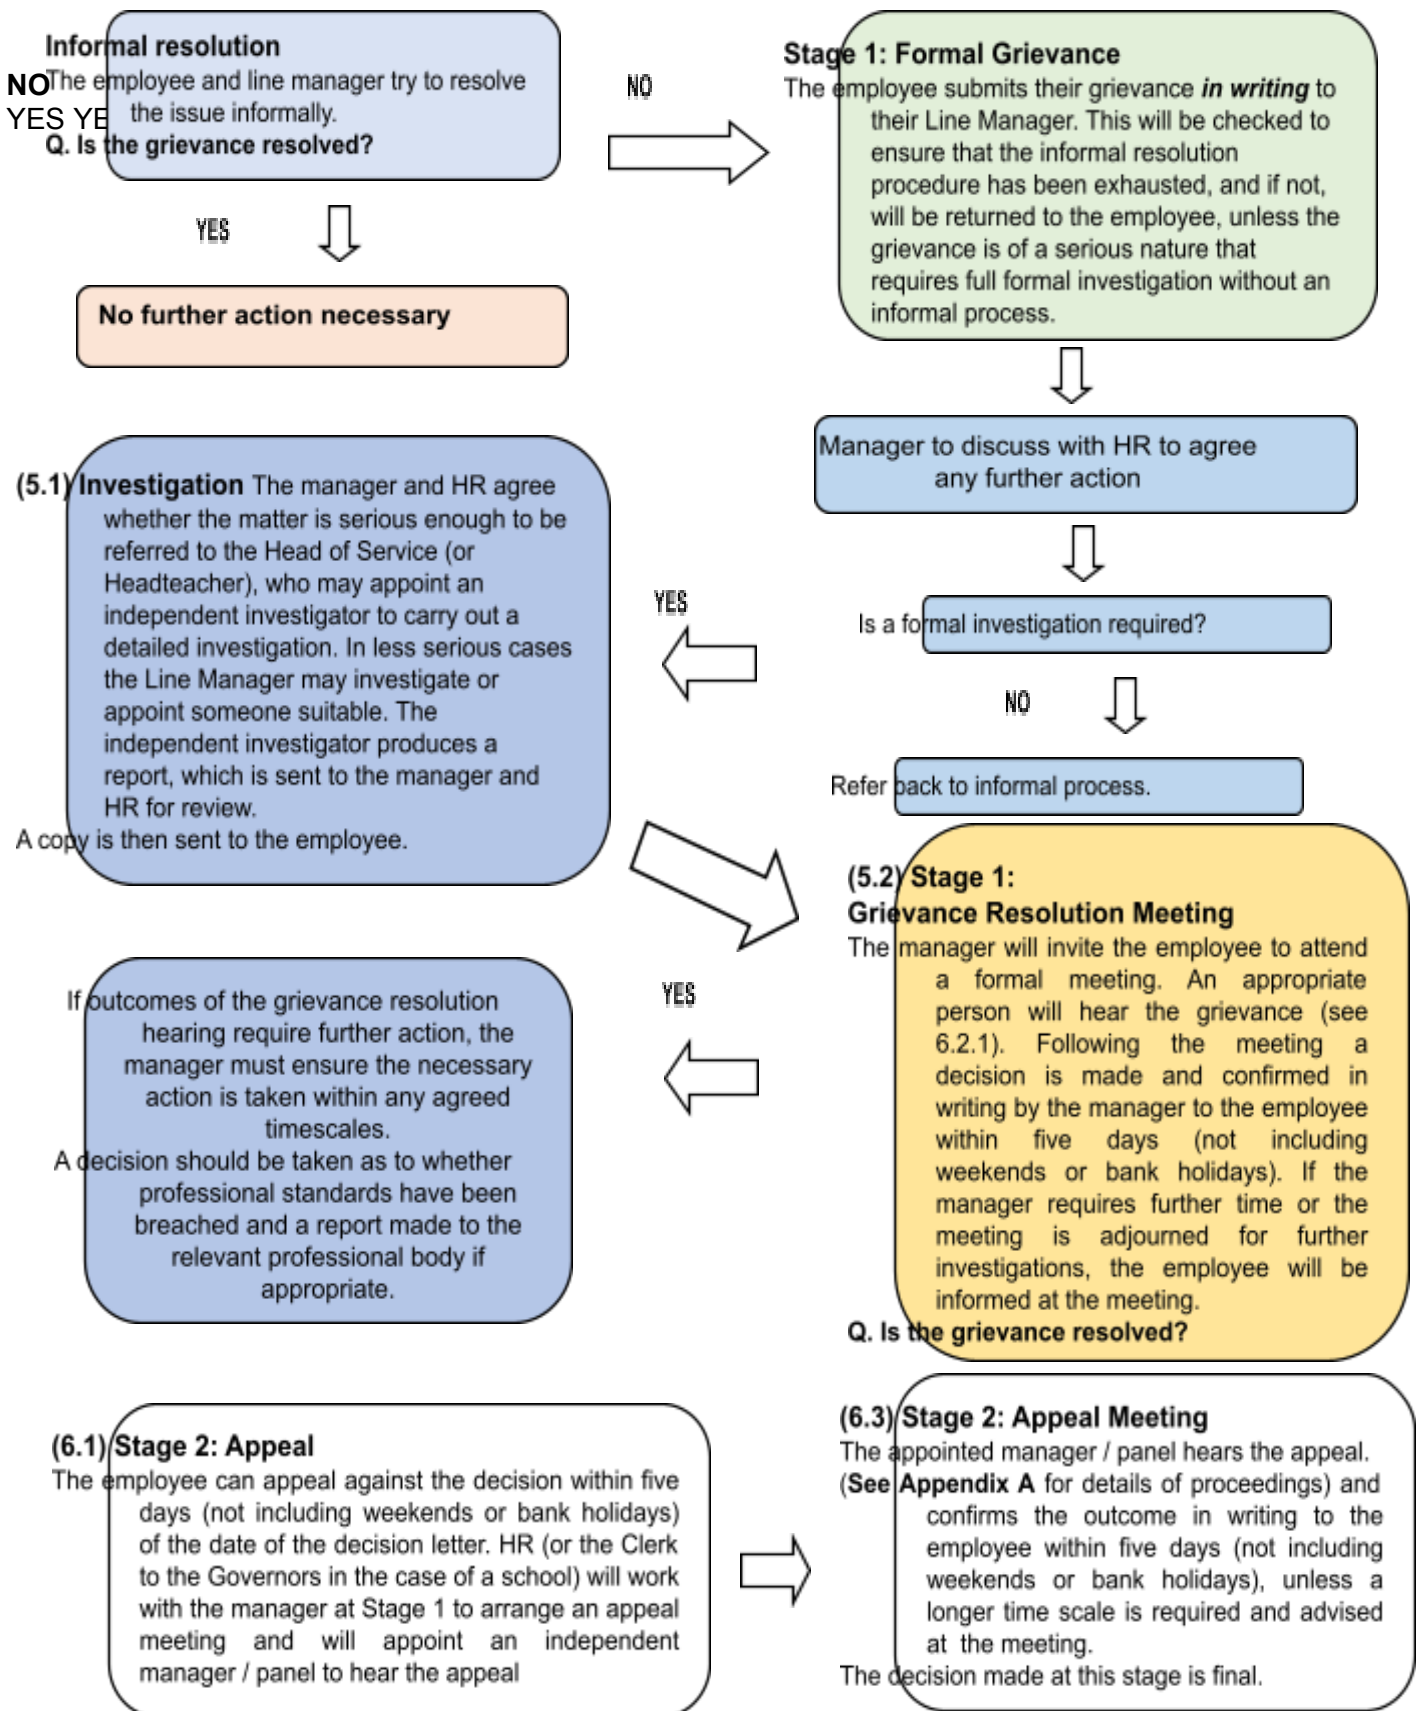 Informal resolution
NO
The employee and line manager try to resolve
YES YE
the issue informally.
Q. Is the grievance resolved?
NO
YES
No further action necessary
Stage 1: Formal Grievance
The employee submits their grievance in writing to
their Line Manager. This will be checked to
ensure that the informal resolution
procedure has been exhausted, and if not,
will be returned to the employee, unless the
grievance is of a serious nature that
requires full formal investigation without an
informal process.
Manager to discuss with HR to agree
any further action
Is a formal investigation required?
YES
NO
Refer back to informal process.
(5.1) Investigation The manager and HR agree
whether the matter is serious enough to be
referred to the Head of Service (or
Headteacher), who may appoint an
independent investigator to carry out a
detailed investigation. In less serious cases
the Line Manager may investigate or
appoint someone suitable. The
independent investigator produces a
report, which is sent to the manager and
HR for review.
A copy is then sent to the employee.
(5.2) Stage 1:
Grievance Resolution Meeting
The manager will invite the employee to attend
a formal meeting. An appropriate
person will hear the grievance (see
6.2.1). Following the meeting a
decision is made and confirmed in
writing by the manager to the employee
within five days (not including
weekends or bank holidays). If the
manager requires further time or the
meeting is adjourned for further
investigations, the employee will be
informed at the meeting.
Q. Is the grievance resolved?
YES
If outcomes of the grievance resolution
hearing require further action, the
manager must ensure the necessary
action is taken within any agreed
timescales.
A decision should be taken as to whether
professional standards have been
breached and a report made to the
relevant professional body if
appropriate.
(6.1) Stage 2: Appeal
The employee can appeal against the decision within five
days (not including weekends or bank holidays)
of the date of the decision letter. HR (or the Clerk
to the Governors in the case of a school) will work
with the manager at Stage 1 to arrange an appeal
meeting and will appoint an independent
manager / panel to hear the appeal
(6.3) Stage 2: Appeal Meeting
The appointed manager / panel hears the appeal.
(See Appendix A for details of proceedings) and
confirms the outcome in writing to the
employee within five days (not including
weekends or bank holidays), unless a
longer time scale is required and advised
at the meeting.
The decision made at this stage is final.